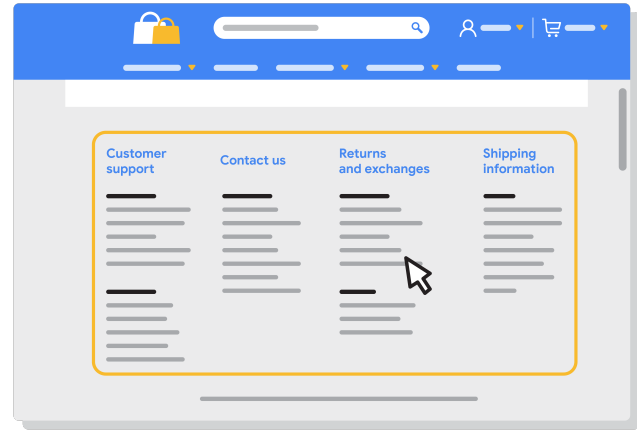 Customer
support
Contact us
Returns
and exchanges
Shipping
information